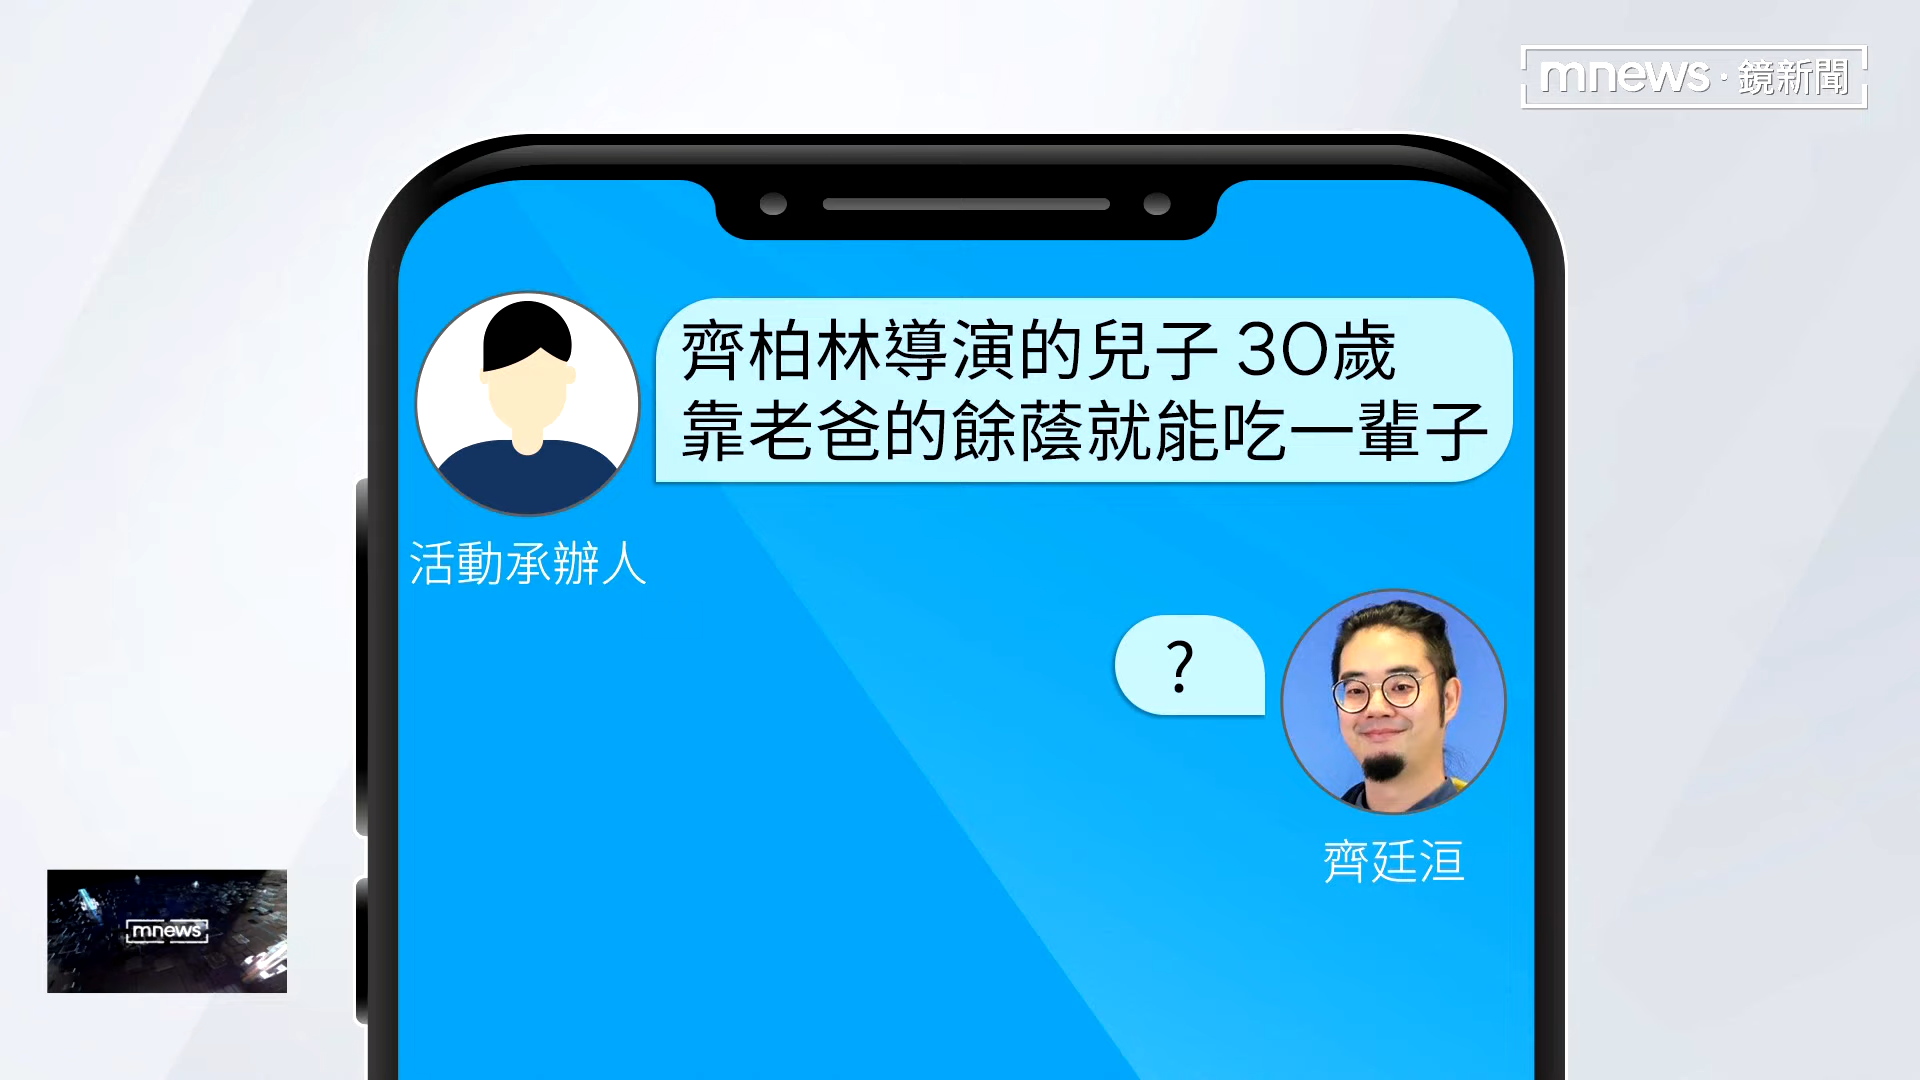 mnews·鏡新聞
齊柏林導演的兒子 30歲
靠老爸的餘蔭就能吃一輩子
活動承辦人
?
齊廷洹
mnews